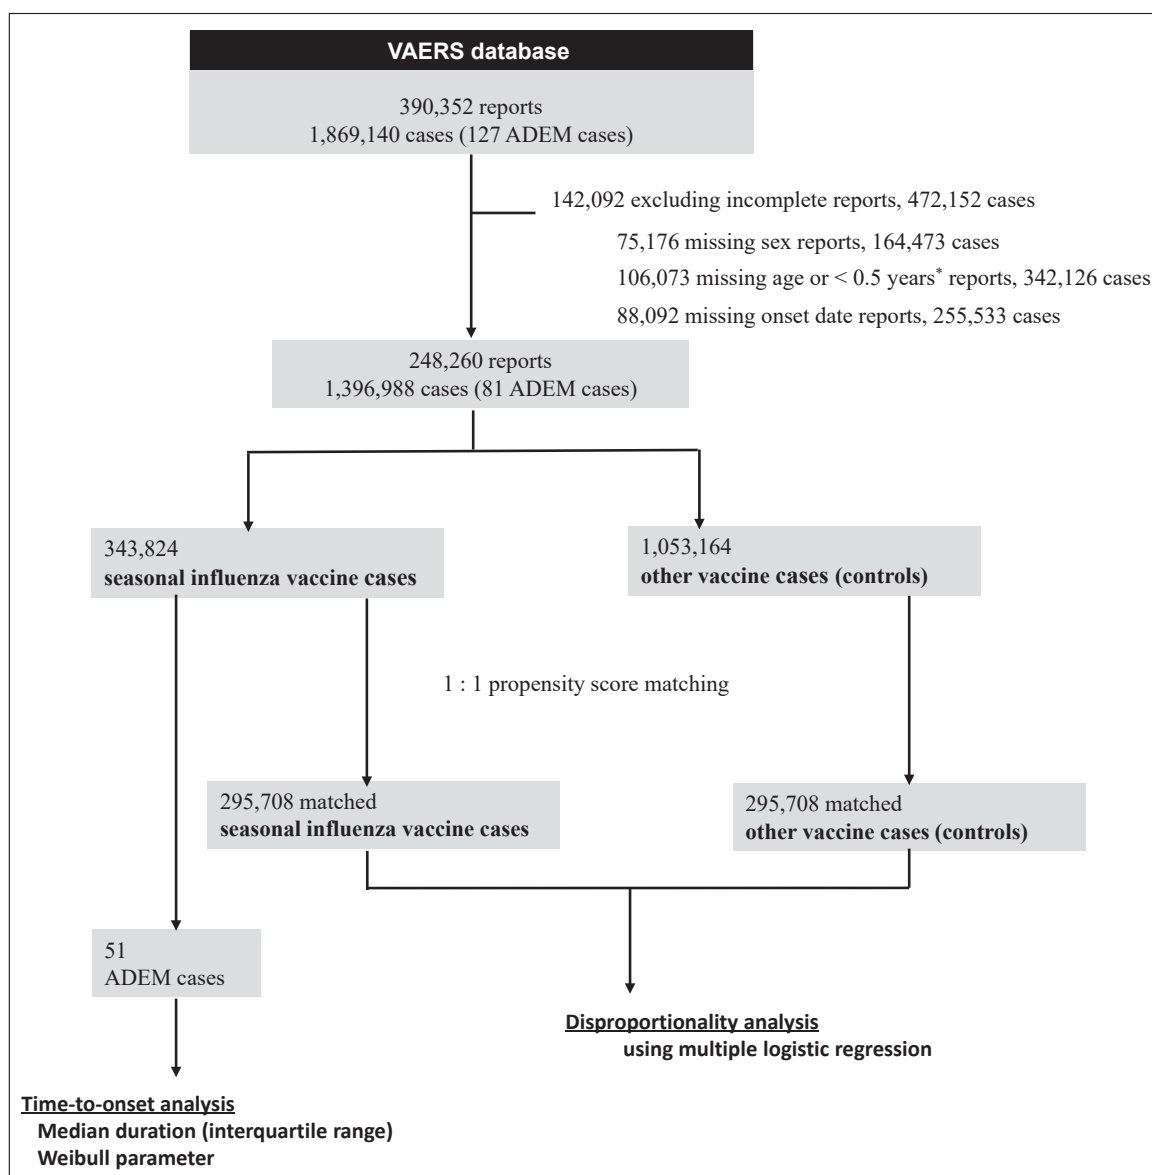 VAERS database
390,352 reports
1,869,140 cases (127 ADEM cases)
142,092 excluding incomplete reports, 472,152 cases
75,176 missing sex reports, 164,473 cases
106,073 missing age or < 0.5 years* reports, 342,126 cases
88,092 missing onset date reports, 255,533 cases
248,260 reports
1,396,988 cases (81 ADEM cases)
343,824
seasonal influenza vaccine cases
1,053,164
other vaccine cases (controls)
1 : 1 propensity score matching
295,708 matched
seasonal influenza vaccine cases
295,708 matched
other vaccine cases (controls)
51
ADEM cases
Disproportionality analysis
using multiple logistic regression
Time-to-onset analysis
Median duration (interquartile range)
Weibull parameter